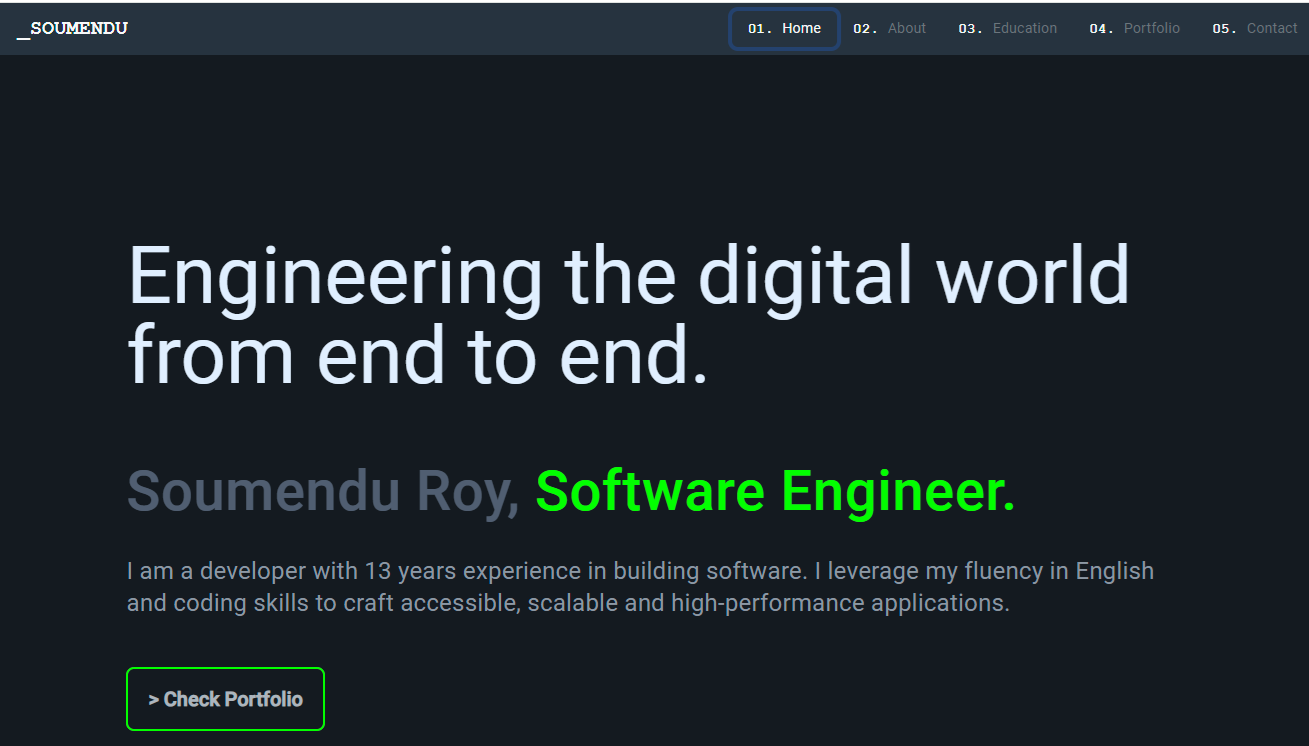 _SOUMENDU
01. Home 02. About 03. Education 04. Portfolio 05. Contact
Engineering the digital world
from end to end.
Soumendu Roy, Software Engineer.
I am a developer with 13 years experience in building software. I leverage my fluency in English
and coding skills to craft accessible, scalable and high-performance applications.
> Check Portfolio